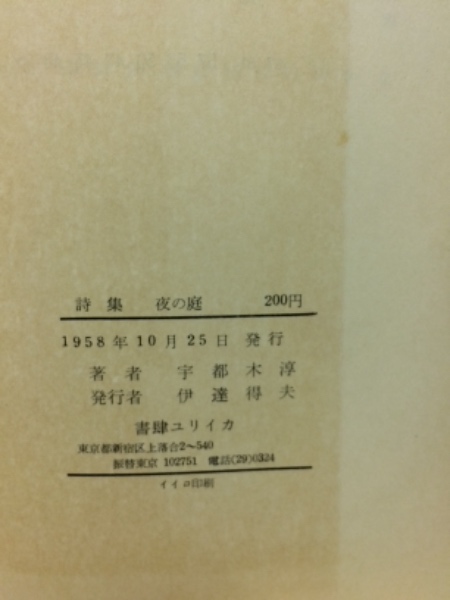 詩集 夜の庭 200円
1958年10月25日 発行
著者 宇都木淳
発行者 伊達得夫
書肆ユリイカ
東京都新宿区上落合2〜540
振替東京 102751 電話(29)0324
イイロ印刷